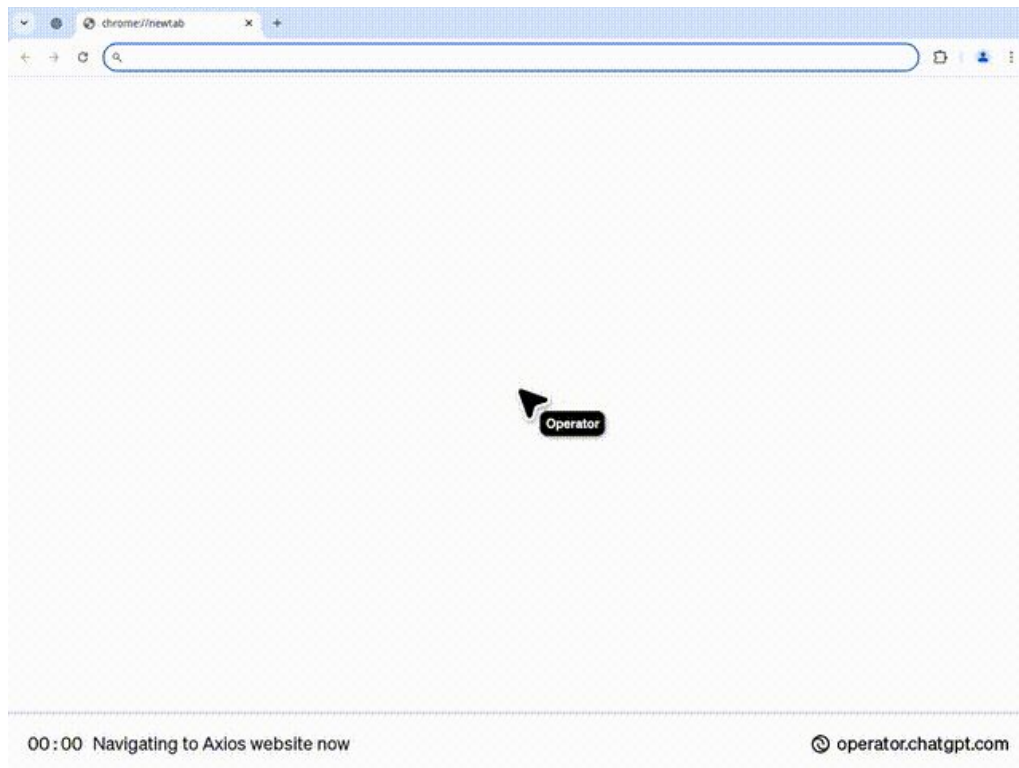 chrome://newtab
Operator
00:00 Navigating to Axios website now
operator.chatgpt.com